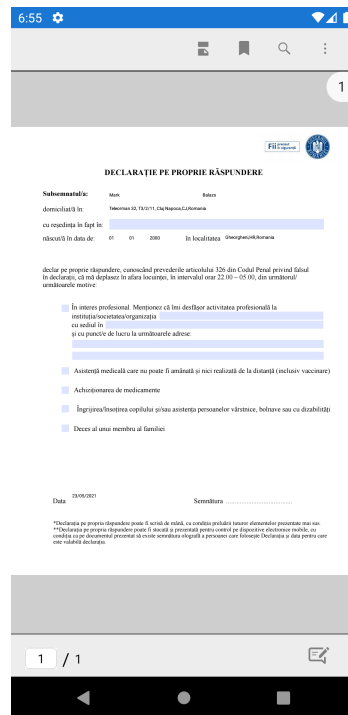 6:55
1
Fii prezent
în siguranță
DECLARAȚIE PE PROPRIE RĂSPUNDERE
Subsemnatul/a: Mark Balazs
domiciliat/ă în: Teleorman 32, T3/2/11, Cluj Napoca,CJ,Romania
cu reședința în fapt în:
născut/ă în data de: 01 01 2000 în localitatea Gheorgheni,HR,Romania
declar pe proprie răspundere, cunoscând prevederile articolului 326 din Codul Penal privind falsul
în declarații, că mă deplasez în afara locuinței, în intervalul orar 22.00 – 05.00, din următorul/
următoarele motive:
În interes profesional. Menționez că îmi desfășor activitatea profesională la
instituția/societatea/organizația
cu sediul în
și cu punct/e de lucru la următoarele adrese:
Asistență medicală care nu poate fi amânată și nici realizată de la distanță (inclusiv vaccinare)
Achiziționarea de medicamente
Îngrijirea/însoțirea copilului și/sau asistența persoanelor vârstnice, bolnave sau cu dizabilități
Deces al unui membru al familiei
Data 23/05/2021 Semnătura ........................................
*Declarația pe propria răspundere poate fi scrisă de mână, cu condiția preluării tuturor elementelor prezentate mai sus
**Declarația pe propria răspundere poate fi stocată și prezentată pentru control pe dispozitive electronice mobile, cu
condiția ca pe documentul prezentat să existe semnătura olografă a persoanei care folosește Declarația și data pentru care
este valabilă declarația.
1 / 1